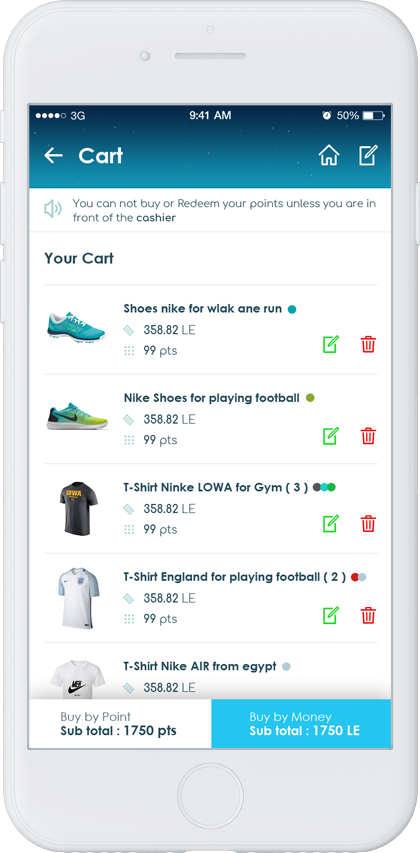 3G 9:41 AM 50%
Cart
You can not buy or Redeem your points unless you are in
front of the cashier
Your Cart
Shoes nike for wlak ane run
358.82 LE
99 pts
Nike Shoes for playing football
358.82 LE
99 pts
IOWA
T-Shirt Ninke LOWA for Gym ( 3 )
358.82 LE
99 pts
T-Shirt England for playing football ( 2 )
358.82 LE
99 pts
T-Shirt Nike AIR from egypt
358.82 LE
Buy by Point
Sub total : 1750 pts
Buy by Money
Sub total : 1750 LE